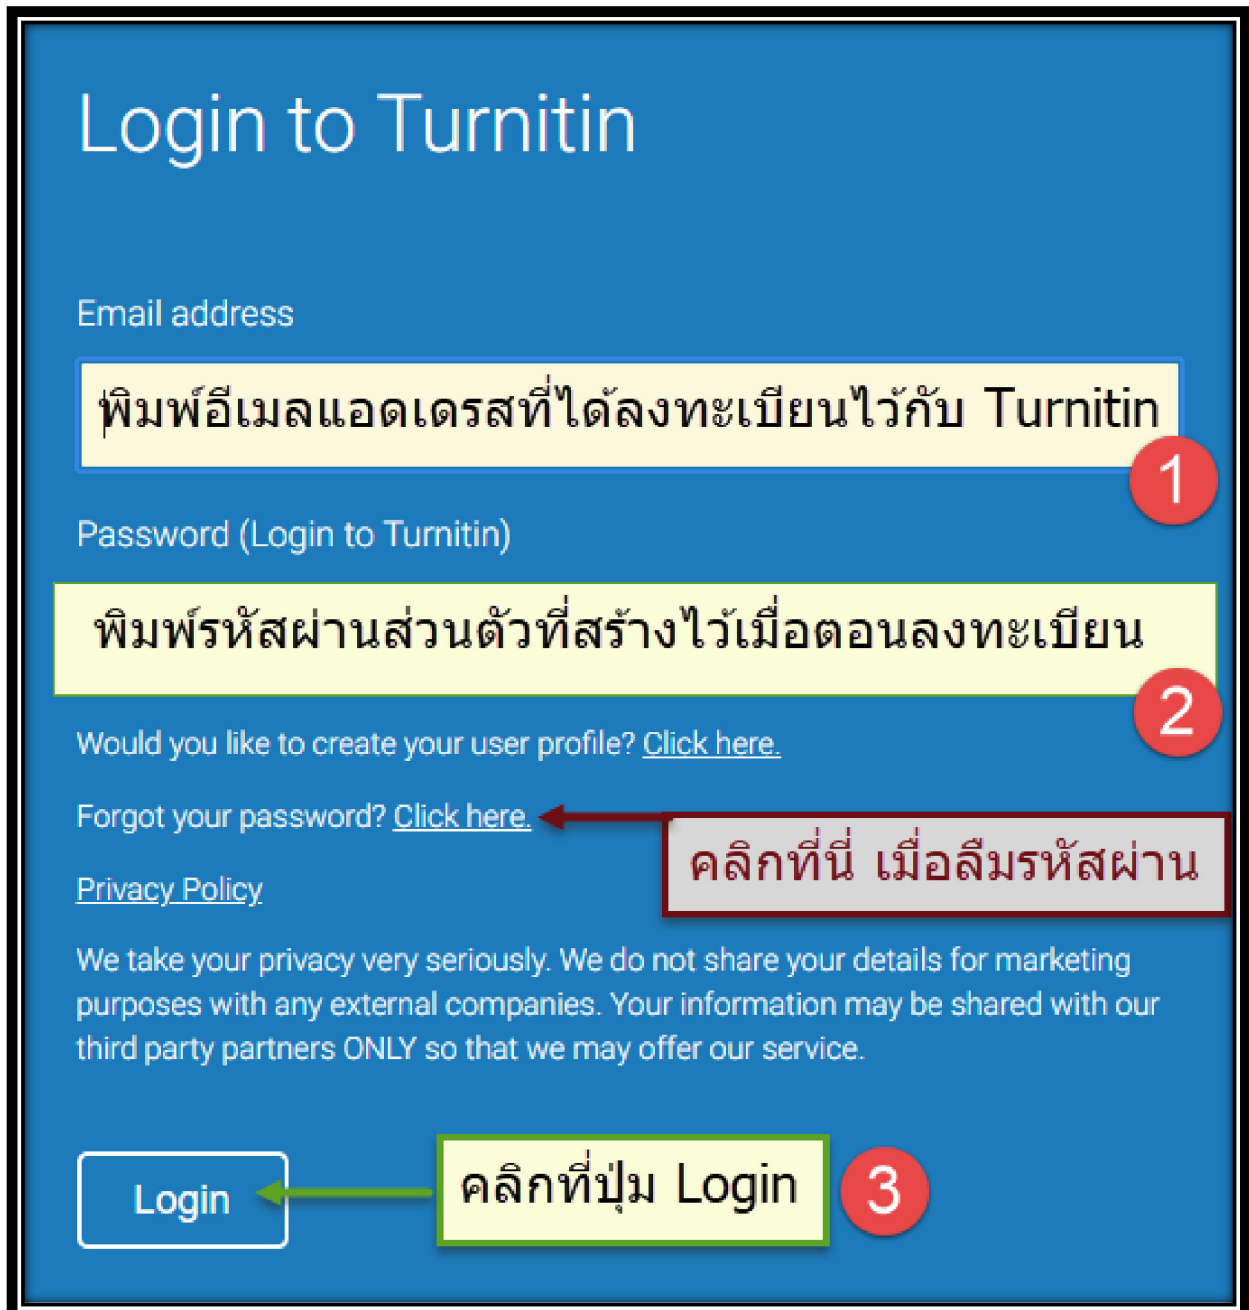 Login to Turnitin
Email address
พิมพ์อีเมลแอดเดรสที่ได้ลงทะเบียนไว้กับ Turnitin
1
Password (Login to Turnitin)
พิมพ์รหัสผ่านส่วนตัวที่สร้างไว้เมื่อตอนลงทะเบียน
2
Would you like to create your user profile? Click here.
Forgot your password? Click here.
คลิกที่นี่ เมื่อลืมรหัสผ่าน
Privacy Policy
We take your privacy very seriously. We do not share your details for marketing
purposes with any external companies. Your information may be shared with our
third party partners ONLY so that we may offer our service.
Login
คลิกที่ปุ่ม Login
3